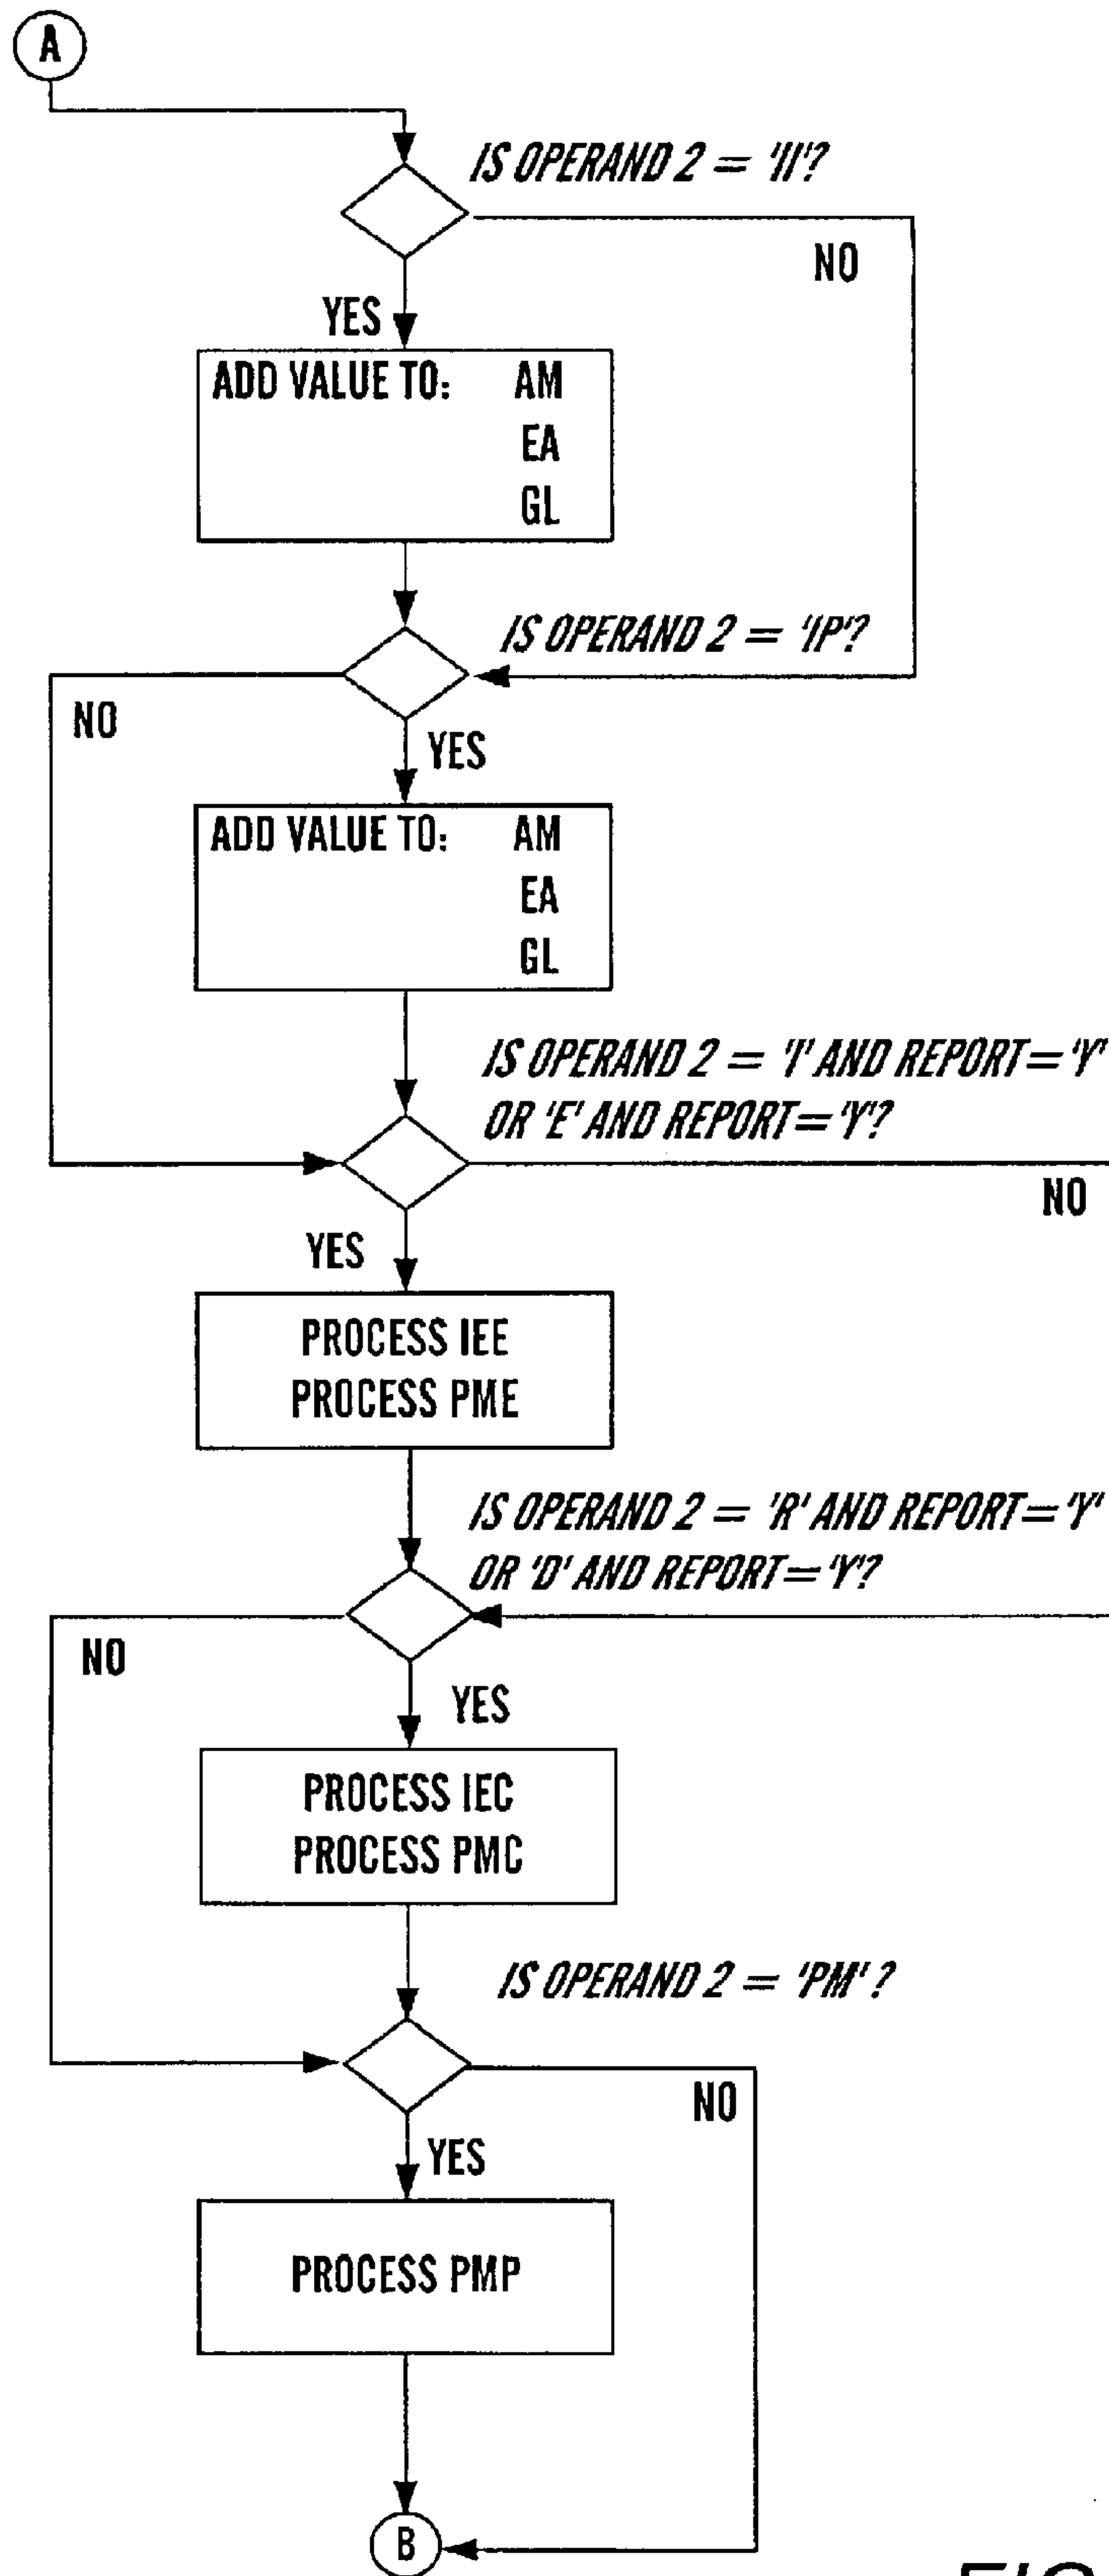 A
IS OPERAND 2 = 'II'?
NO
YES
ADD VALUE TO: AM
EA
GL
IS OPERAND 2 = 'IP'?
NO
YES
ADD VALUE TO: AM
EA
GL
IS OPERAND 2 = 'I' AND REPORT='Y'
OR 'E' AND REPORT='Y'?
NO
YES
PROCESS IEE
PROCESS PME
IS OPERAND 2 = 'R' AND REPORT='Y'
OR 'D' AND REPORT='Y'?
NO
YES
PROCESS IEC
PROCESS PMC
IS OPERAND 2 = 'PM'?
NO
YES
PROCESS PMP
B